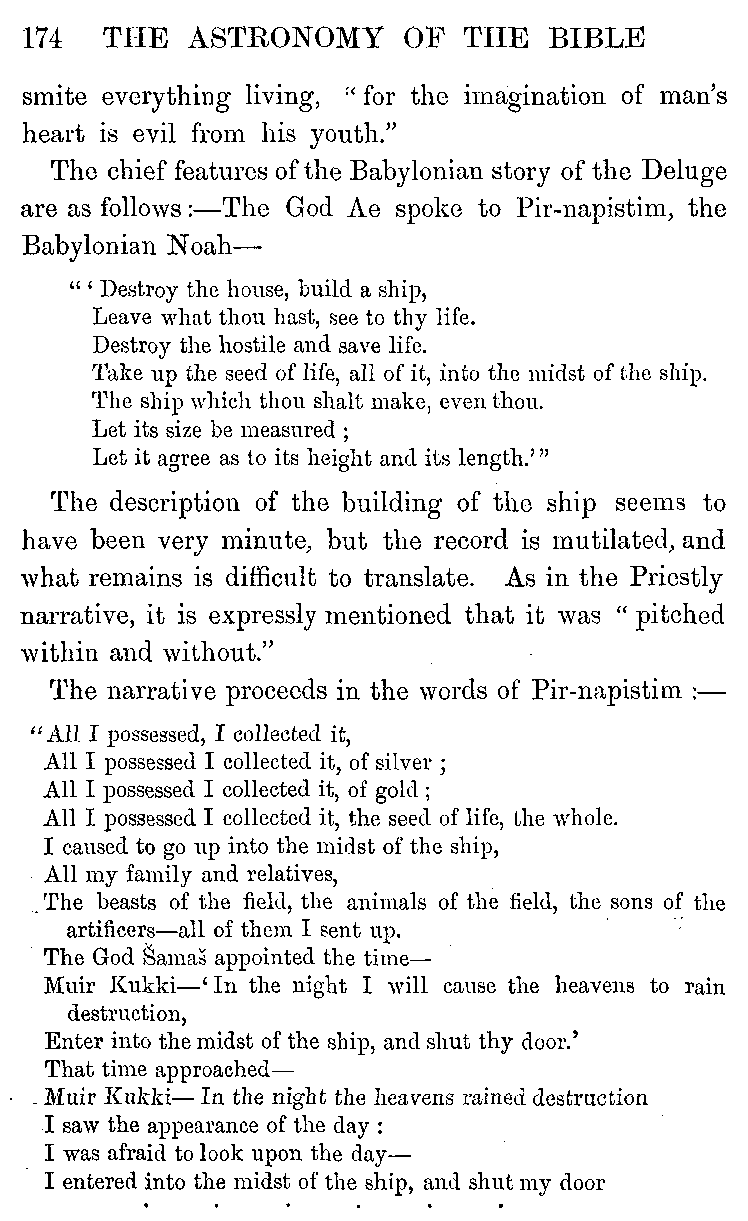 174 THE ASTRONOMY OF THE BIBLE
smite everything living, “for the imagination of man’s
heart is evil from his youth.”
The chief features of the Babylonian story of the Deluge
are as follows:—The God Ae spoke to Pir-napistim, the
Babylonian Noah—
“‘Destroy the house, build a ship,
Leave what thou hast, see to thy life.
Destroy the hostile and save life.
Take up the seed of life, all of it, into the midst of the ship.
The ship which thou shalt make, even thou.
Let its size be measured;
Let it agree as to its height and its length.’”
The description of the building of the ship seems to
have been very minute, but the record is mutilated, and
what remains is difficult to translate. As in the Priestly
narrative, it is expressly mentioned that it was “pitched
within and without.”
The narrative proceeds in the words of Pir-napistim:—
“All I possessed, I collected it,
All I possessed I collected it, of silver;
All I possessed I collected it, of gold;
All I possessed I collected it, the seed of life, the whole.
I caused to go up into the midst of the ship,
All my family and relatives,
The beasts of the field, the animals of the field, the sons of the
artificers—all of them I sent up.
The God Šamaš appointed the time—
Muir Kukki—‘In the night I will cause the heavens to rain
destruction,
Enter into the midst of the ship, and shut thy door.’
That time approached—
Muir Kukki—In the night the heavens rained destruction
I saw the appearance of the day:
I was afraid to look upon the day—
I entered into the midst of the ship, and shut my door